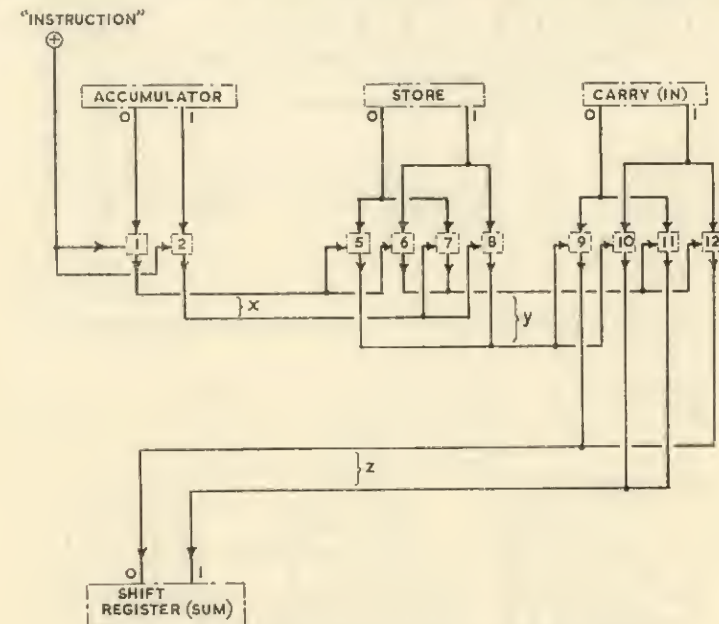 "INSTRUCTION"
ACCUMULATOR STORE CARRY (IN)
0 1 0 1 0 1
1 2 5 6 7 8 9 10 11 12
x
y
z
0 1
SHIFT
REGISTER (SUM)